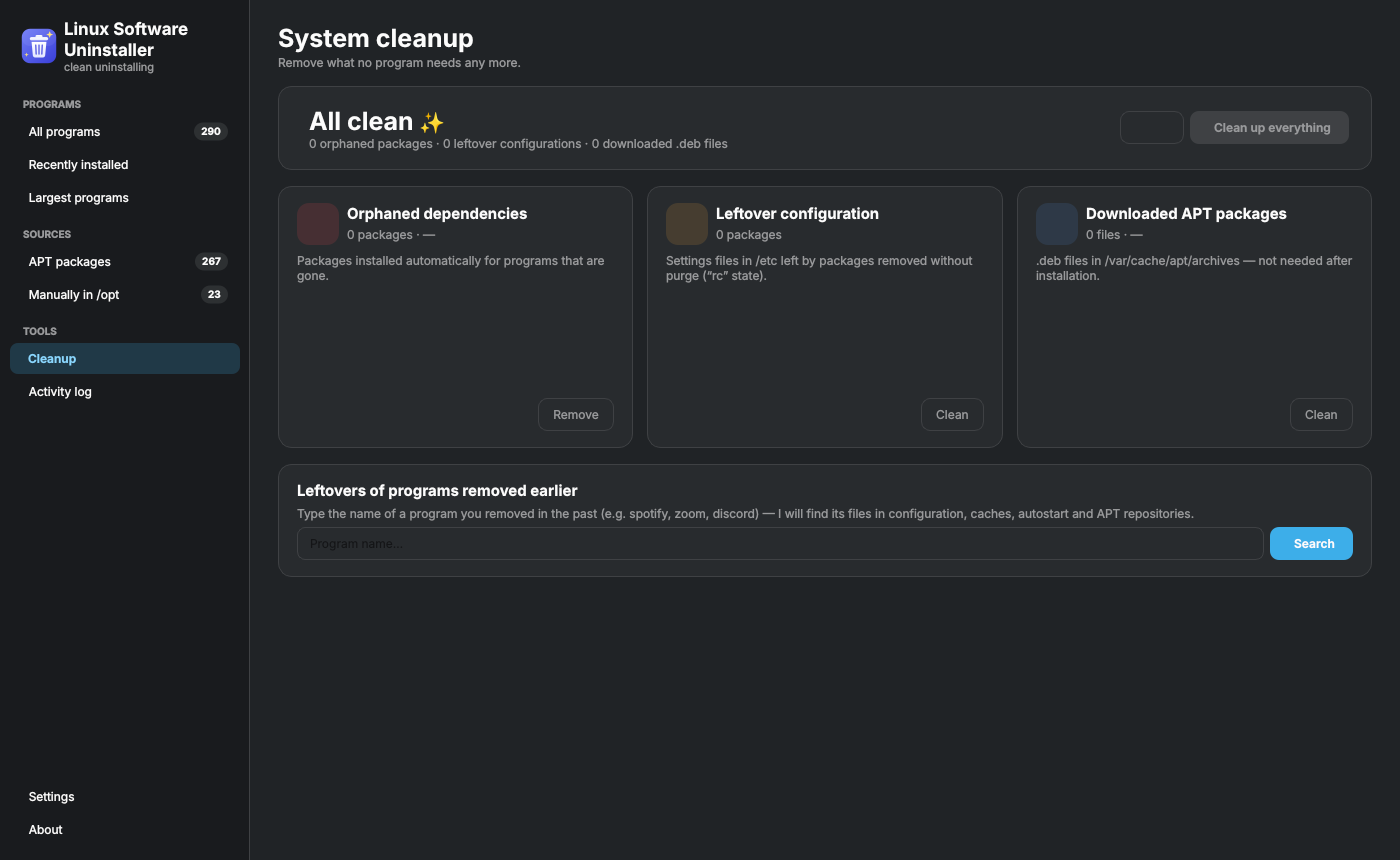 Linux Software
Uninstaller
clean uninstalling
PROGRAMS
All programs 290
Recently installed
Largest programs
SOURCES
APT packages 267
Manually in /opt 23
TOOLS
Cleanup
Activity log
Settings
About
System cleanup
Remove what no program needs any more.
All clean ✨
0 orphaned packages · 0 leftover configurations · 0 downloaded .deb files
Clean up everything
Orphaned dependencies
0 packages · —
Packages installed automatically for programs that are
gone.
Remove
Leftover configuration
0 packages
Settings files in /etc left by packages removed without
purge (“rc” state).
Clean
Downloaded APT packages
0 files · —
.deb files in /var/cache/apt/archives — not needed after
installation.
Clean
Leftovers of programs removed earlier
Type the name of a program you removed in the past (e.g. spotify, zoom, discord) — I will find its files in configuration, caches, autostart and APT repositories.
Program name...
Search